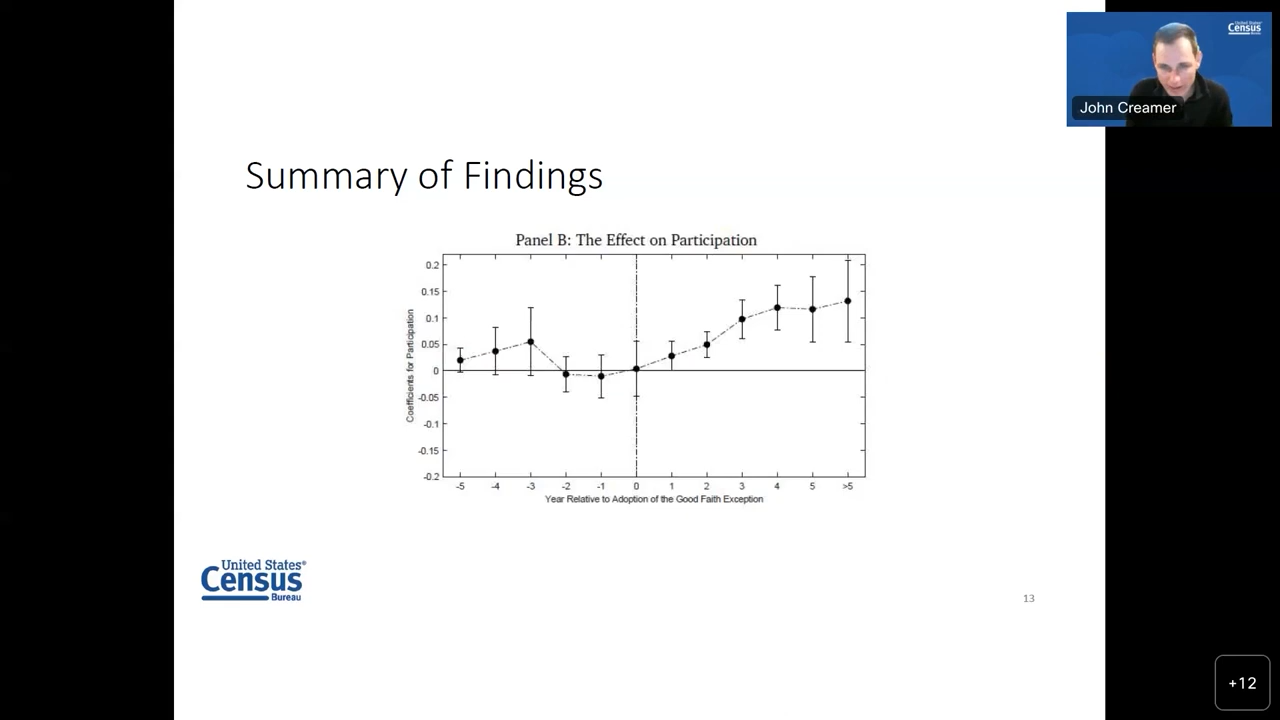 United States
Census
Bureau
John Creamer
Summary of Findings
Panel B: The Effect on Participation
0.2
0.15
0.1
0.05
0
-0.05
-0.1
-0.15
-0.2
Coefficients for Participation
-5 -4 -3 -2 -1 0 1 2 3 4 5 >5
Year Relative to Adoption of the Good Faith Exception
United States®
Census
Bureau
13
+12